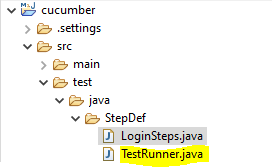 cucumber
.settings
src
main
test
java
StepDef
LoginSteps.java
TestRunner.java